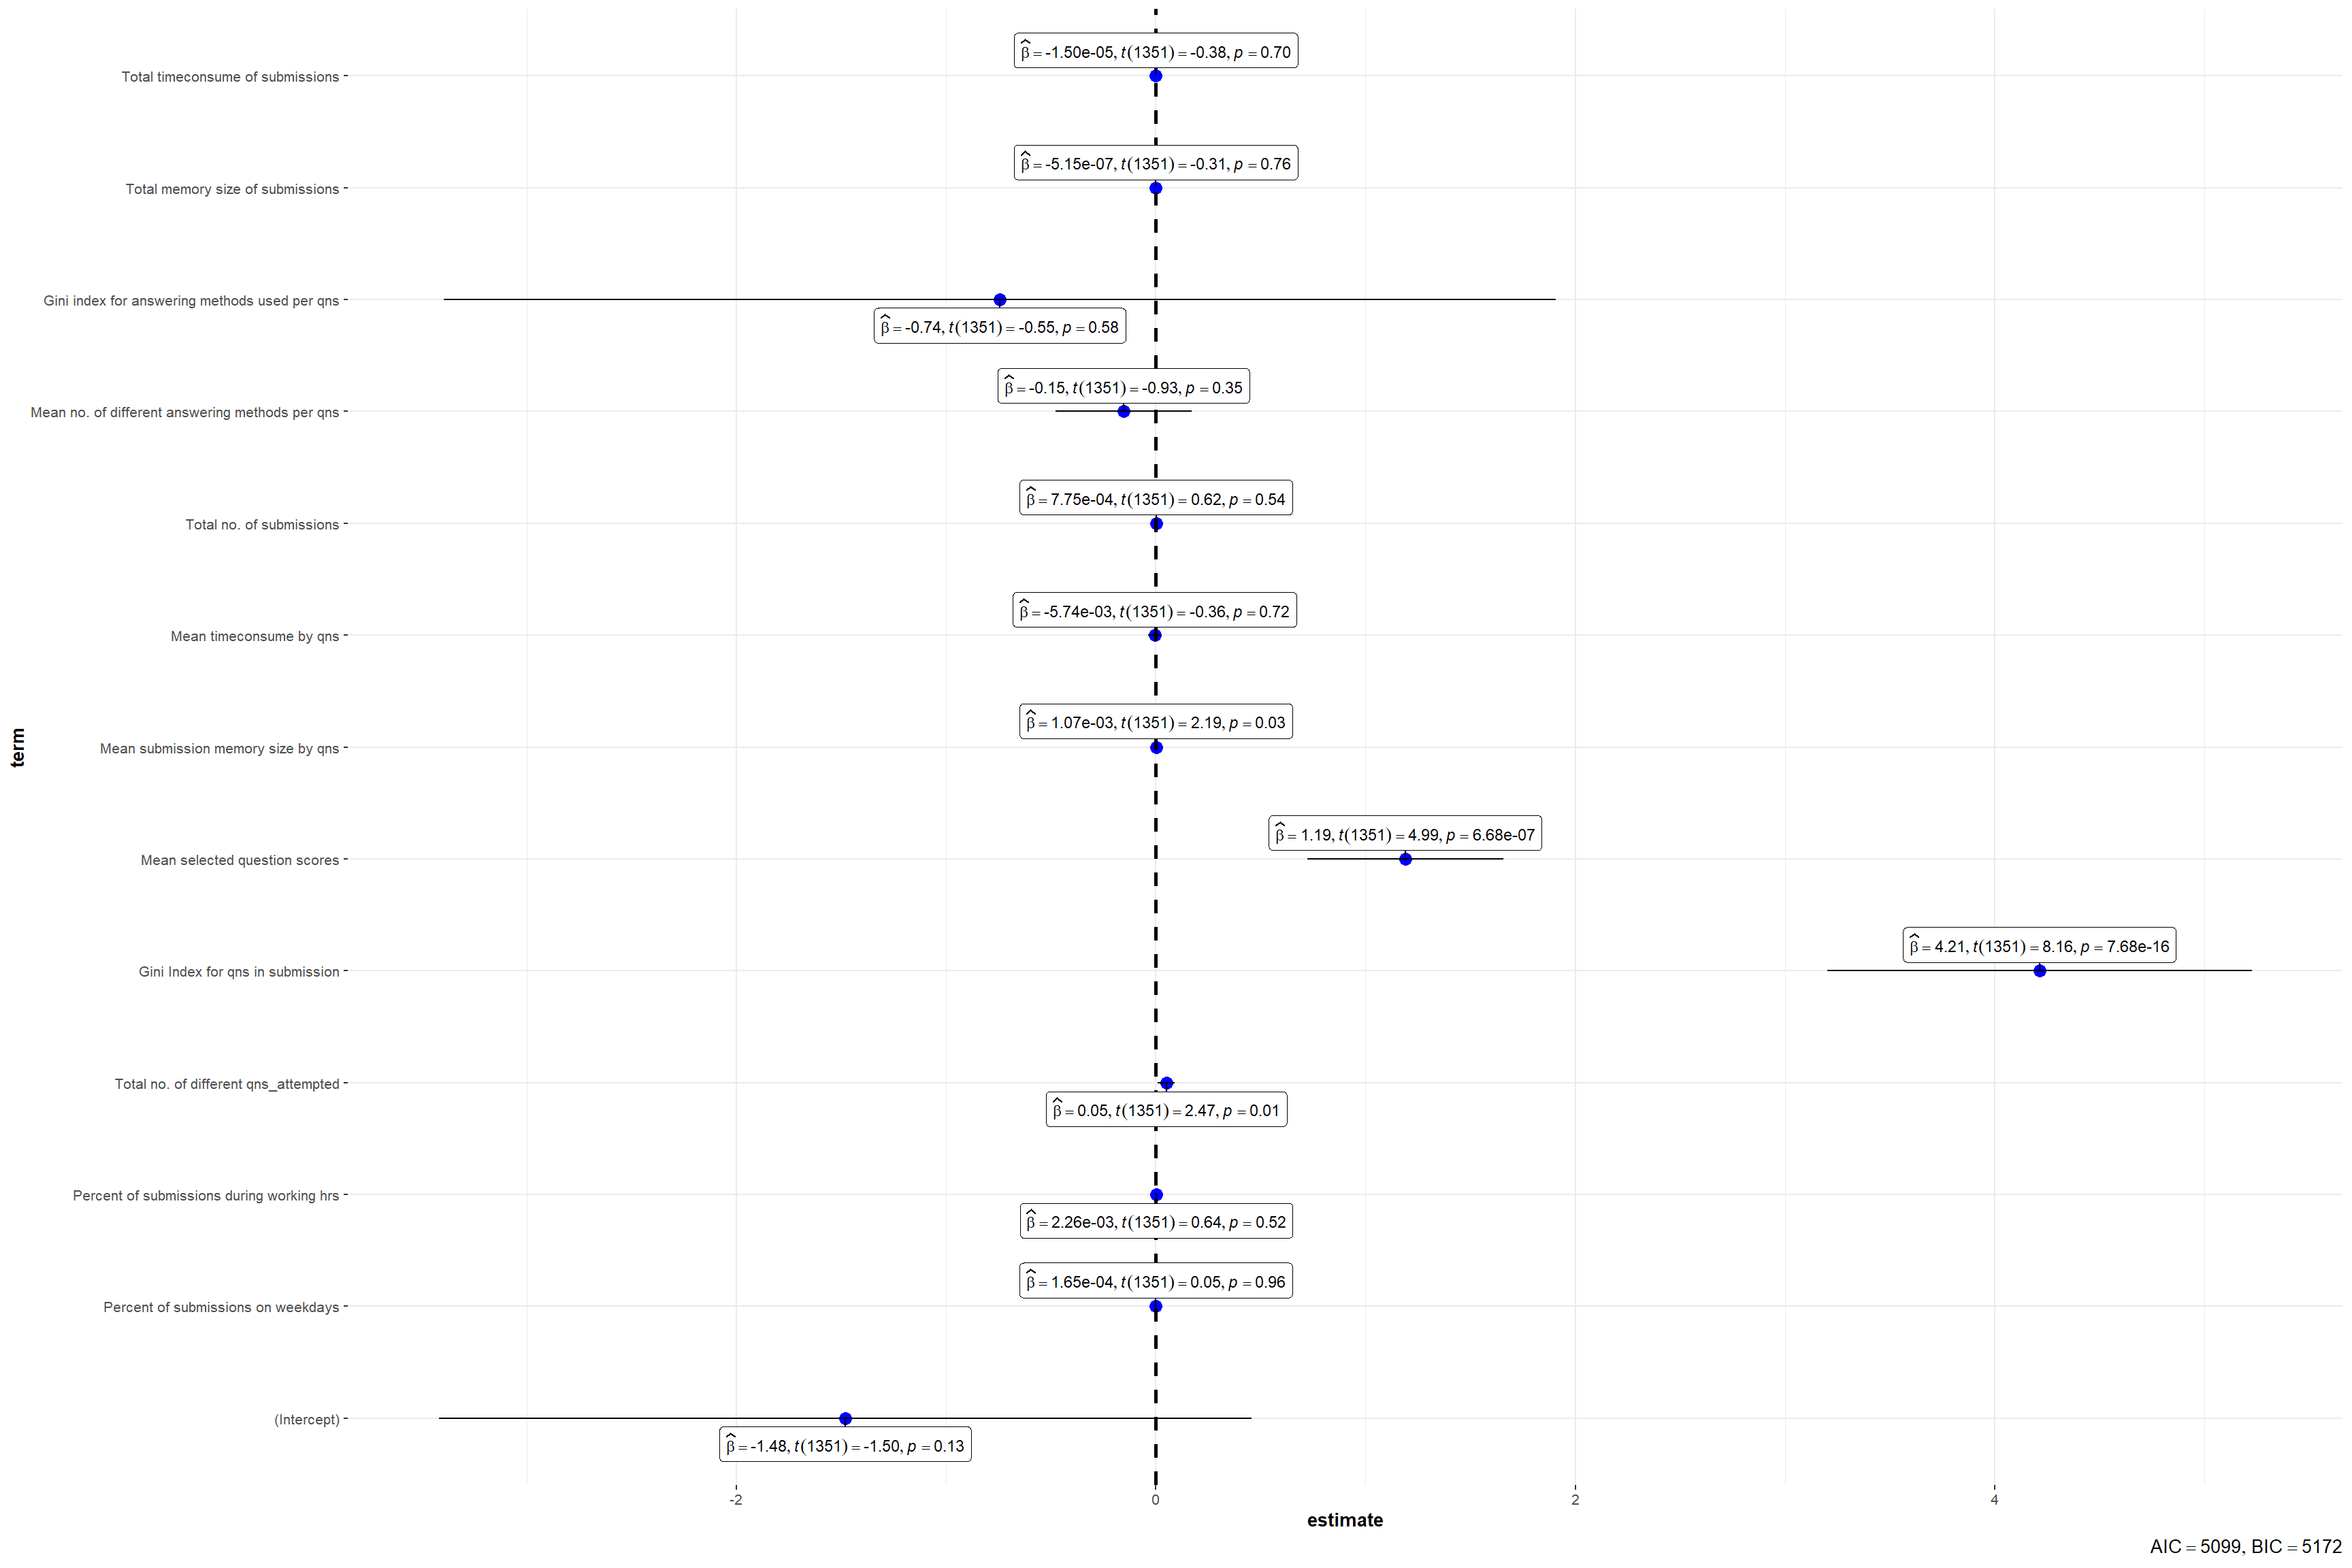 β̂ = -1.50e-05, t(1351) = -0.38, p = 0.70
Total timeconsume of submissions
β̂ = -5.15e-07, t(1351) = -0.31, p = 0.76
Total memory size of submissions
Gini index for answering methods used per qns
β̂ = -0.74, t(1351) = -0.55, p = 0.58
β̂ = -0.15, t(1351) = -0.93, p = 0.35
Mean no. of different answering methods per qns
β̂ = 7.75e-04, t(1351) = 0.62, p = 0.54
Total no. of submissions
β̂ = -5.74e-03, t(1351) = -0.36, p = 0.72
Mean timeconsume by qns
β̂ = 1.07e-03, t(1351) = 2.19, p = 0.03
Mean submission memory size by qns
term
β̂ = 1.19, t(1351) = 4.99, p = 6.68e-07
Mean selected question scores
β̂ = 4.21, t(1351) = 8.16, p = 7.68e-16
Gini Index for qns in submission
Total no. of different qns_attempted
β̂ = 0.05, t(1351) = 2.47, p = 0.01
Percent of submissions during working hrs
β̂ = 2.26e-03, t(1351) = 0.64, p = 0.52
β̂ = 1.65e-04, t(1351) = 0.05, p = 0.96
Percent of submissions on weekdays
(Intercept)
β̂ = -1.48, t(1351) = -1.50, p = 0.13
-2 0 2 4
estimate
AIC = 5099, BIC = 5172